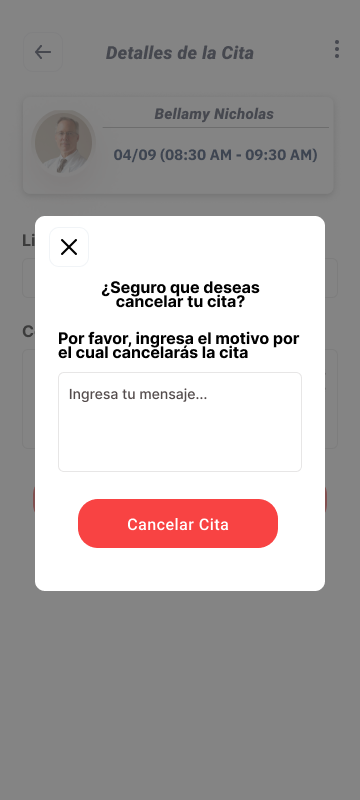 Detalles de la Cita
Bellamy Nicholas
04/09 (08:30 AM - 09:30 AM)
Li
¿Seguro que deseas
cancelar tu cita?
C
Por favor, ingresa el motivo por
el cual cancelarás la cita
Ingresa tu mensaje...
Cancelar Cita